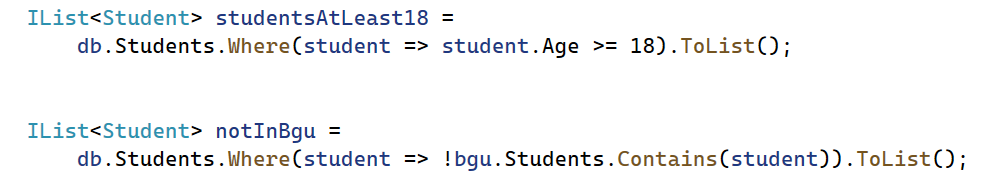 IList<Student> studentsAtLeast18 =
    db.Students.Where(student => student.Age >= 18).ToList();
IList<Student> notInBgu =
    db.Students.Where(student => !bgu.Students.Contains(student)).ToList();